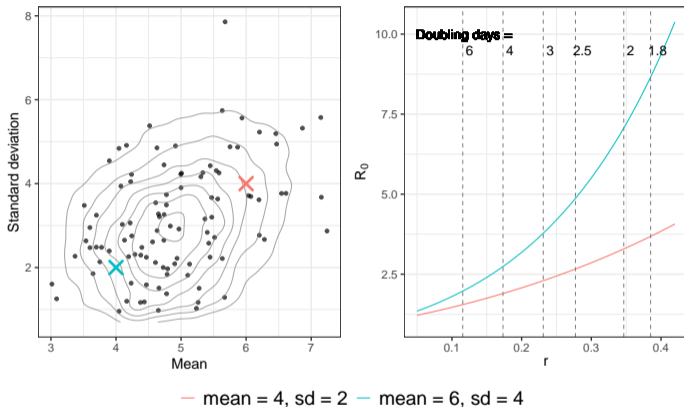 8
6
4
2
Standard deviation
3 4 5 6 7
Mean
Doubling days =
6 4 3 2.5 2 1.8
10.0
7.5
5.0
2.5
R₀
0.1 0.2 0.3 0.4
r
mean = 4, sd = 2 mean = 6, sd = 4